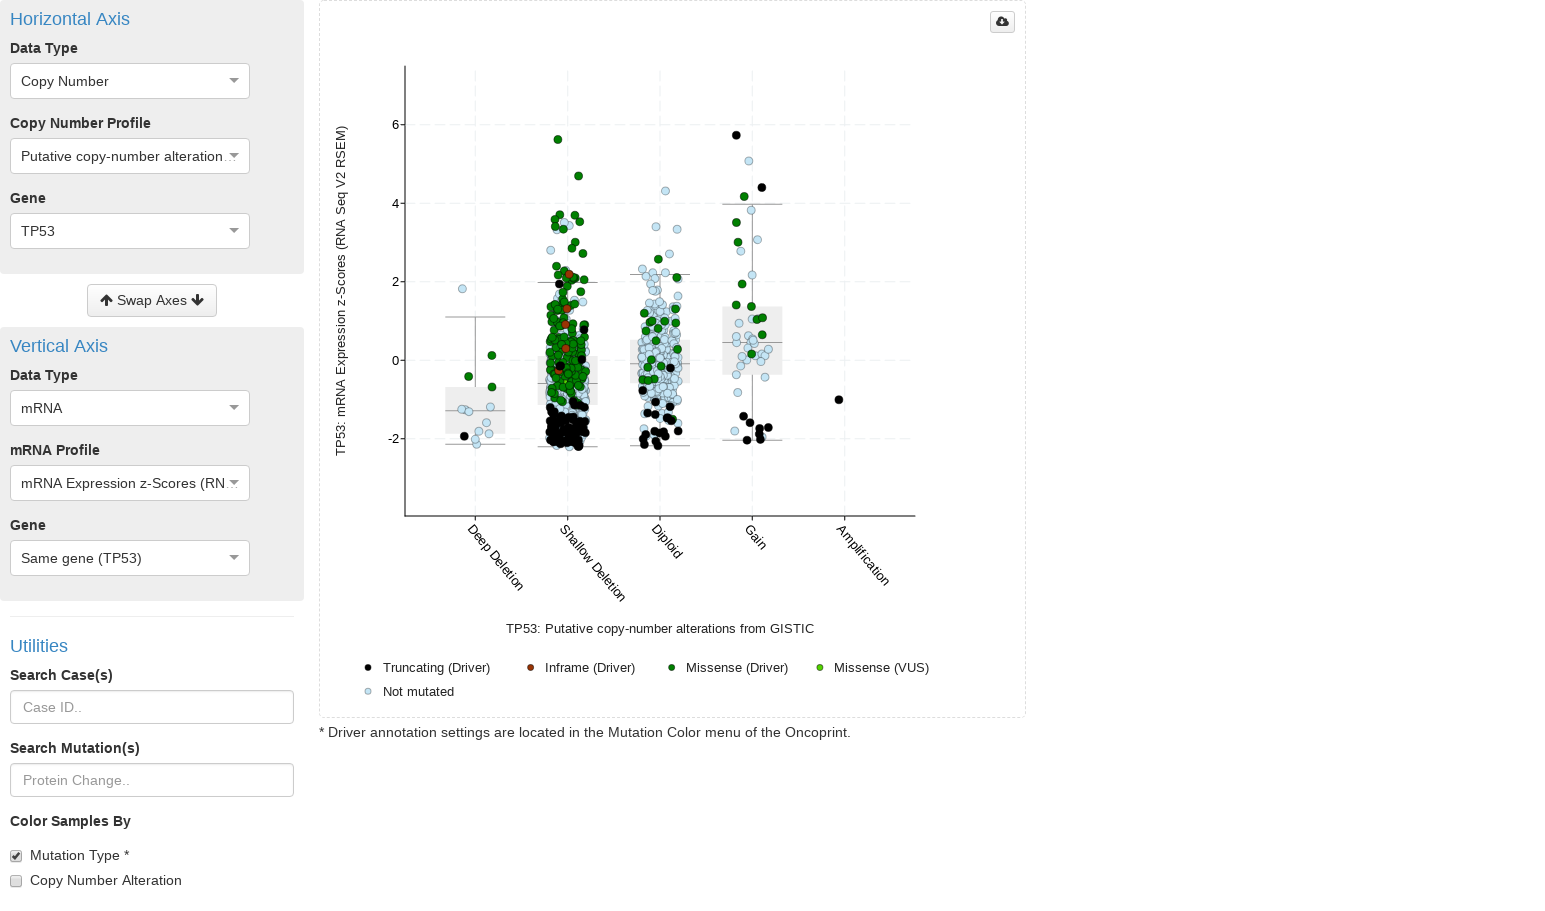 Horizontal Axis
Data Type
Copy Number
Copy Number Profile
Putative copy-number alteration…
Gene
TP53
Swap Axes
Vertical Axis
Data Type
mRNA
mRNA Profile
mRNA Expression z-Scores (RN…
Gene
Same gene (TP53)
Utilities
Search Case(s)
Case ID..
Search Mutation(s)
Protein Change..
Color Samples By
Mutation Type *
Copy Number Alteration
TP53: mRNA Expression z-Scores (RNA Seq V2 RSEM)
6
4
2
0
-2
Deep Deletion
Shallow Deletion
Diploid
Gain
Amplification
TP53: Putative copy-number alterations from GISTIC
Truncating (Driver)
Inframe (Driver)
Missense (Driver)
Missense (VUS)
Not mutated
* Driver annotation settings are located in the Mutation Color menu of the Oncoprint.